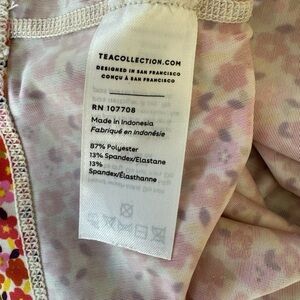 TEACOLLECTION.COM
DESIGNED IN SAN FRANCISCO
CONÇU À SAN FRANCISCO
RN 107708
Made in Indonesia
Fabriqué en Indonésie
87% Polyester
13% Spandex/Elastane
13%
Spandex/Élasthanne